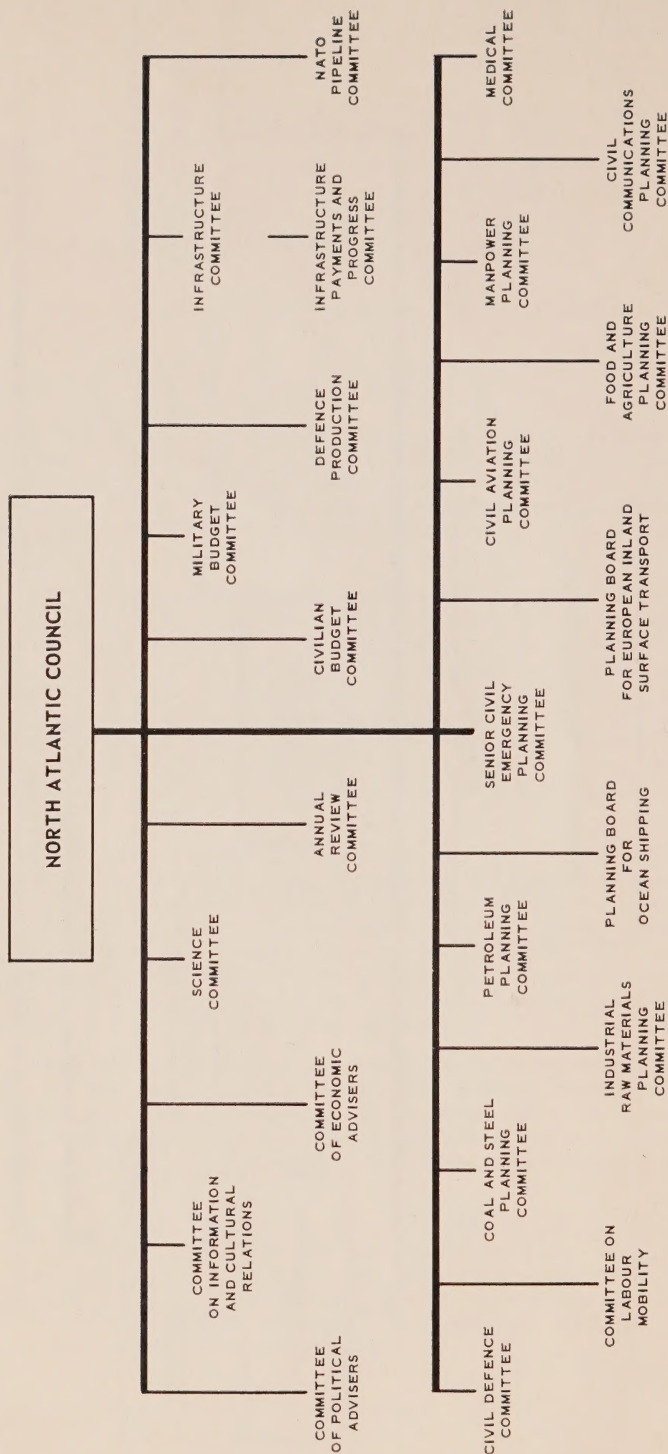 NORTH ATLANTIC COUNCIL
COMMITTEE
OF POLITICAL
ADVISERS
COMMITTEE
ON INFORMATION
AND CULTURAL
RELATIONS
COMMITTEE
OF ECONOMIC
ADVISERS
SCIENCE
COMMITTEE
ANNUAL
REVIEW
COMMITTEE
CIVILIAN
BUDGET
COMMITTEE
MILITARY
BUDGET
COMMITTEE
DEFENCE
PRODUCTION
COMMITTEE
INFRASTRUCTURE
COMMITTEE
INFRASTRUCTURE
PAYMENTS AND
PROGRESS
COMMITTEE
NATO
PIPELINE
COMMITTEE
CIVIL DEFENCE
COMMITTEE
COMMITTEE ON
LABOUR
MOBILITY
COAL AND STEEL
PLANNING
COMMITTEE
INDUSTRIAL
RAW MATERIALS
PLANNING
COMMITTEE
PETROLEUM
PLANNING
COMMITTEE
PLANNING BOARD
FOR
OCEAN SHIPPING
SENIOR CIVIL
EMERGENCY
PLANNING
COMMITTEE
PLANNING BOARD
FOR EUROPEAN INLAND
SURFACE TRANSPORT
CIVIL AVIATION
PLANNING
COMMITTEE
FOOD AND
AGRICULTURE
PLANNING
COMMITTEE
MANPOWER
PLANNING
COMMITTEE
CIVIL
COMMUNICATIONS
PLANNING
COMMITTEE
MEDICAL
COMMITTEE